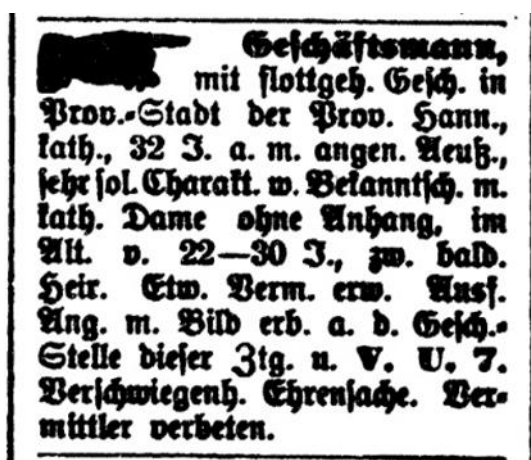 Geschäftsmann,
mit flottgeh. Gesch. in
Prov.-Stadt der Prov. Hann.,
kath., 32 J. a. m. angen. Aeuß.,
sehr sol. Charakt. w. Bekanntsch. m.
kath. Dame ohne Anhang, im
Alt. v. 22—30 J., zw. bald.
Heir. Etw. Verm. erw. Ausf.
Ang. m. Bild erb. a. d. Gesch.-
Stelle dieser Ztg. u. V. U. 7.
Verschwiegenh. Ehrensache. Ver-
mittler verbeten.